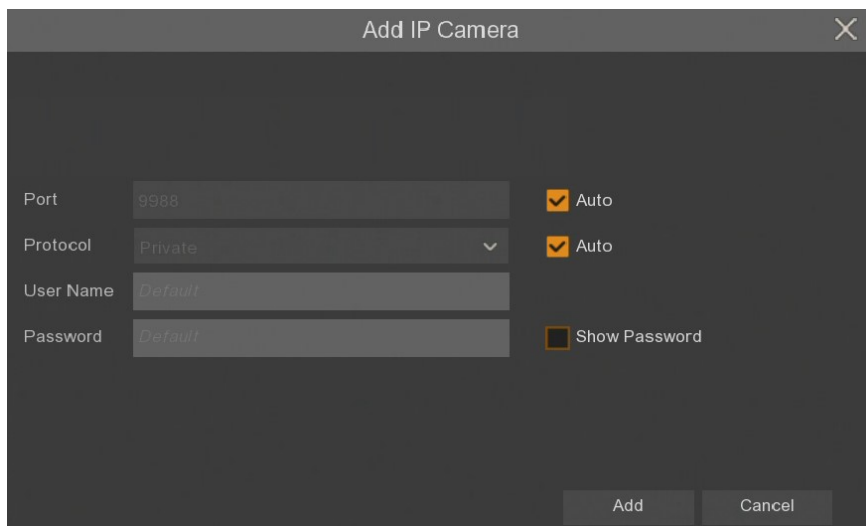 Add IP Camera
Port 9988 Auto
Protocol Private Auto
User Name Default
Password Default Show Password
Add Cancel